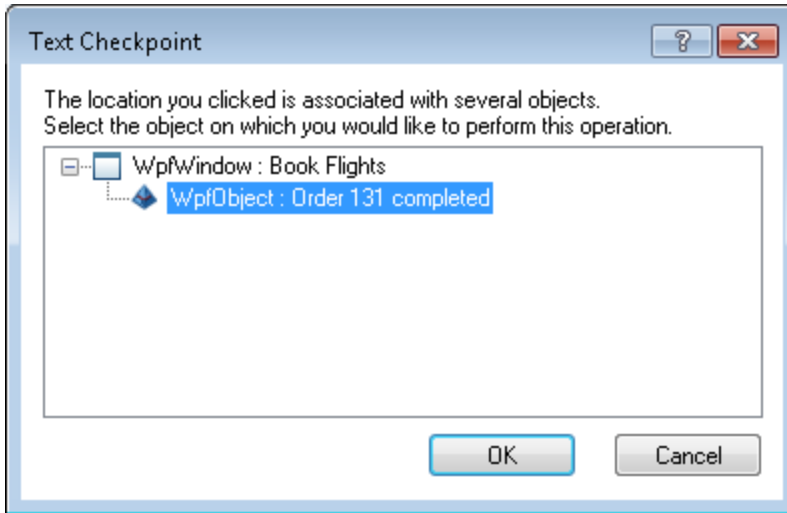 Text Checkpoint
?
The location you clicked is associated with several objects.
Select the object on which you would like to perform this operation.
WpfWindow : Book Flights
WpfObject : Order 131 completed
OK
Cancel